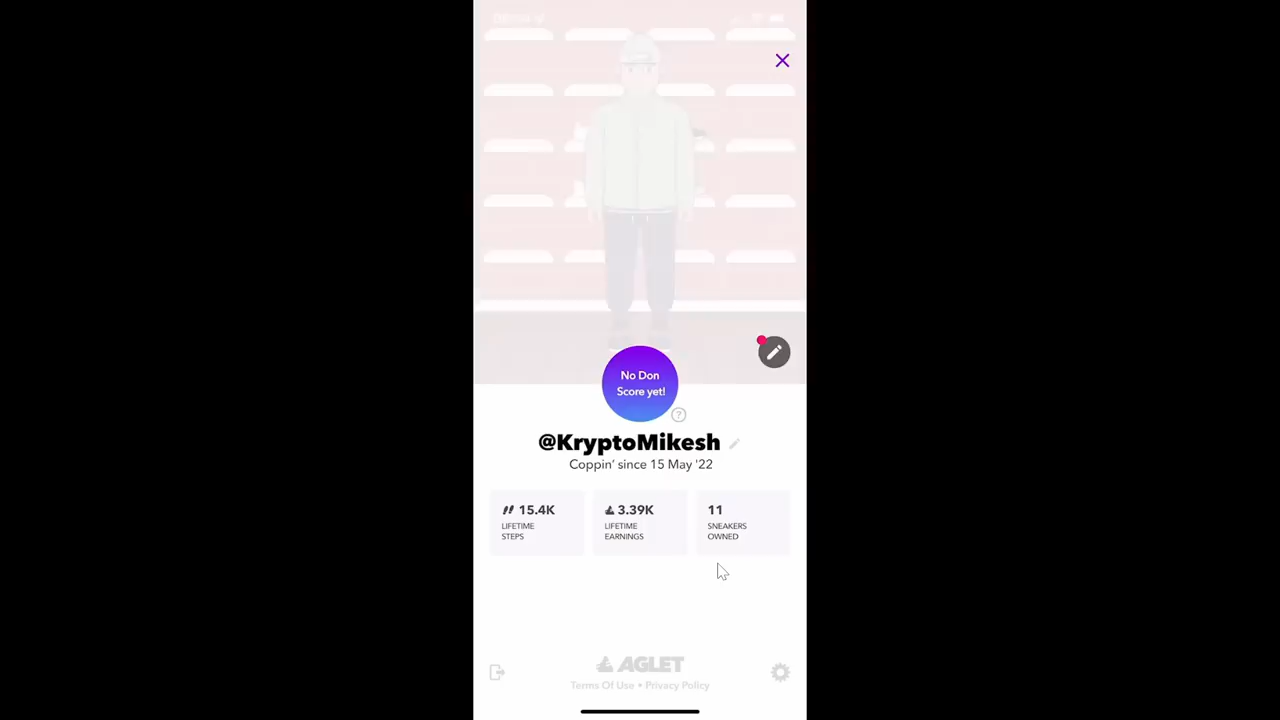 No Don
Score yet!
?
@KryptoMikesh
Coppin' since 15 May '22
15.4K
LIFETIME
STEPS
3.39K
LIFETIME
EARNINGS
11
SNEAKERS
OWNED
AGLET
Terms Of Use • Privacy Policy